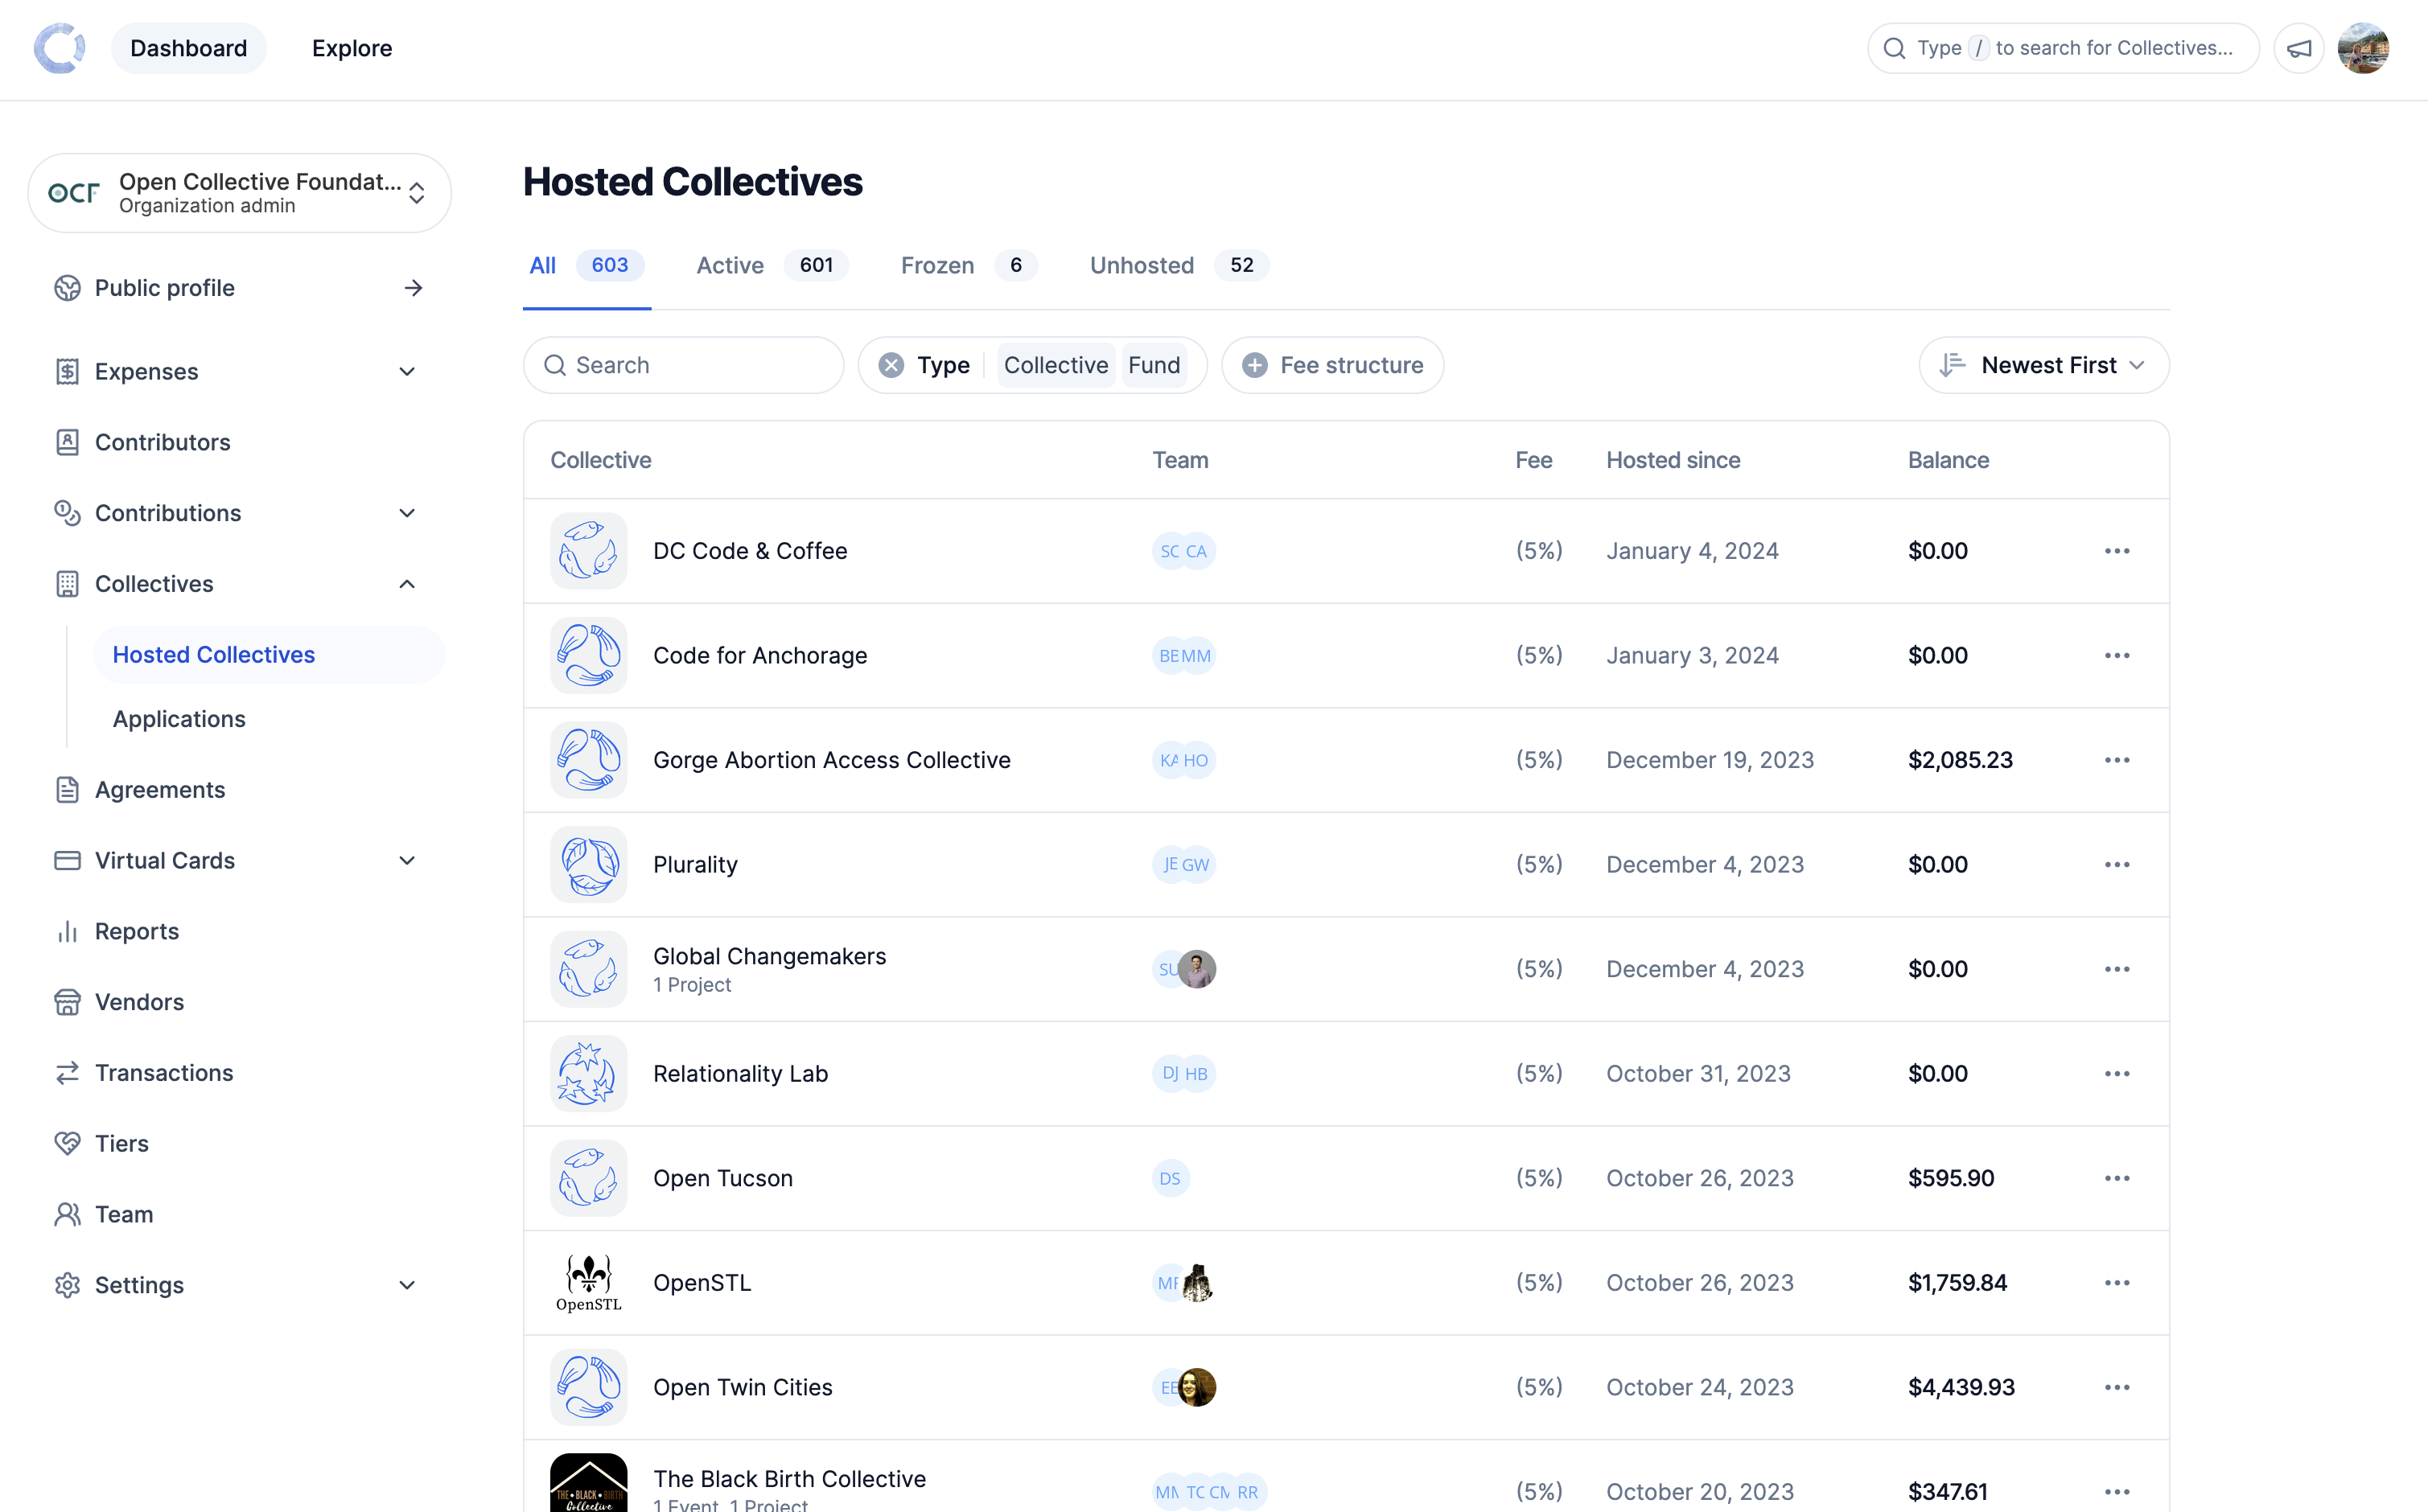 Dashboard
Explore
Type / to search for Collectives...
OCF
Open Collective Foundat...
Organization admin
Public profile
Expenses
Contributors
Contributions
Collectives
Hosted Collectives
Applications
Agreements
Virtual Cards
Reports
Vendors
Transactions
Tiers
Team
Settings
Hosted Collectives
All 603 Active 601 Frozen 6 Unhosted 52
Search Type Collective Fund Fee structure Newest First
Collective Team Fee Hosted since Balance
DC Code & Coffee SC CA (5%) January 4, 2024 $0.00
Code for Anchorage BE MM (5%) January 3, 2024 $0.00
Gorge Abortion Access Collective KA HO (5%) December 19, 2023 $2,085.23
Plurality JE GW (5%) December 4, 2023 $0.00
Global Changemakers SU (5%) December 4, 2023 $0.00
1 Project
Relationality Lab DJ HB (5%) October 31, 2023 $0.00
Open Tucson DS (5%) October 26, 2023 $595.90
OpenSTL
OpenSTL (5%) October 26, 2023 $1,759.84
Open Twin Cities (5%) October 24, 2023 $4,439.93
THE BLACK BIRTH
Collective
The Black Birth Collective TC RR (5%) October 20, 2023 $347.61
1 Event, 1 Project